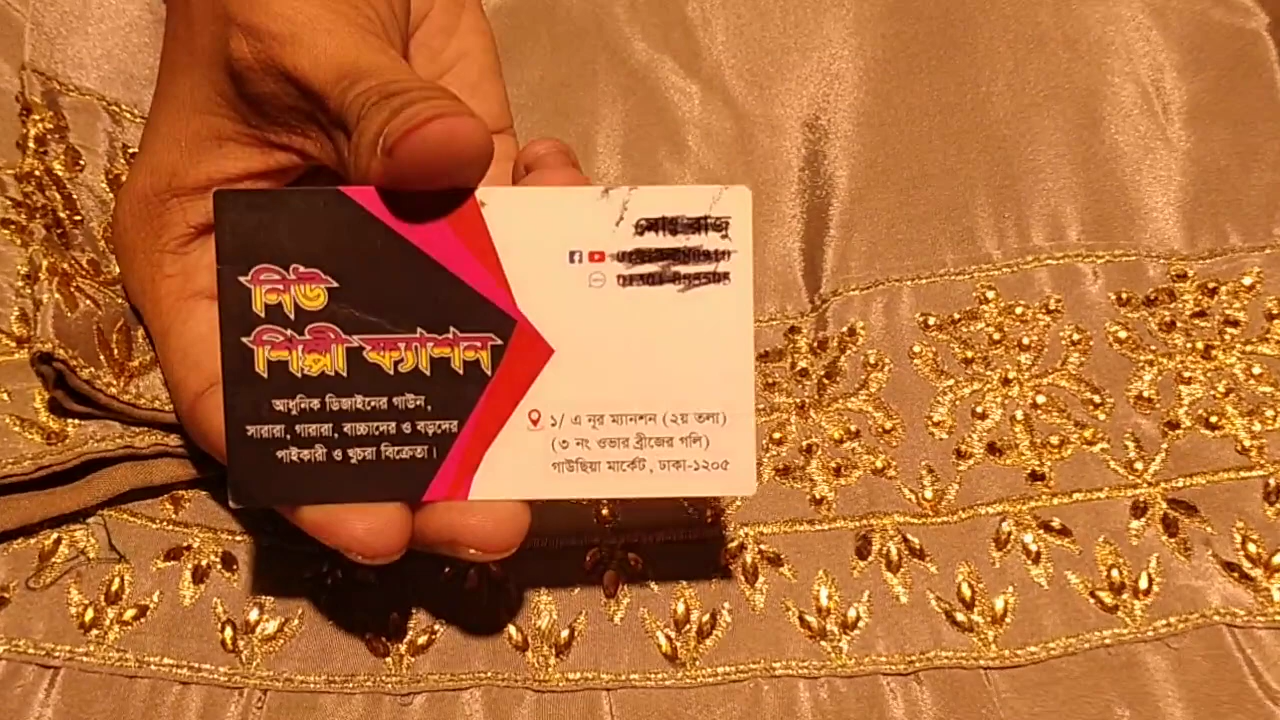 নিউ
শিল্পী ফ্যাশন
আধুনিক ডিজাইনের গাউন,
সারারা, গারারা, বাচ্চাদের ও বড়দের
পাইকারী ও খুচরা বিক্রেতা।
মোঃ রাজু
১/ এ নূর ম্যানশন (২য় তলা)
(৩ নং ওভার ব্রীজের গলি)
গাউছিয়া মার্কেট, ঢাকা-১২০৫